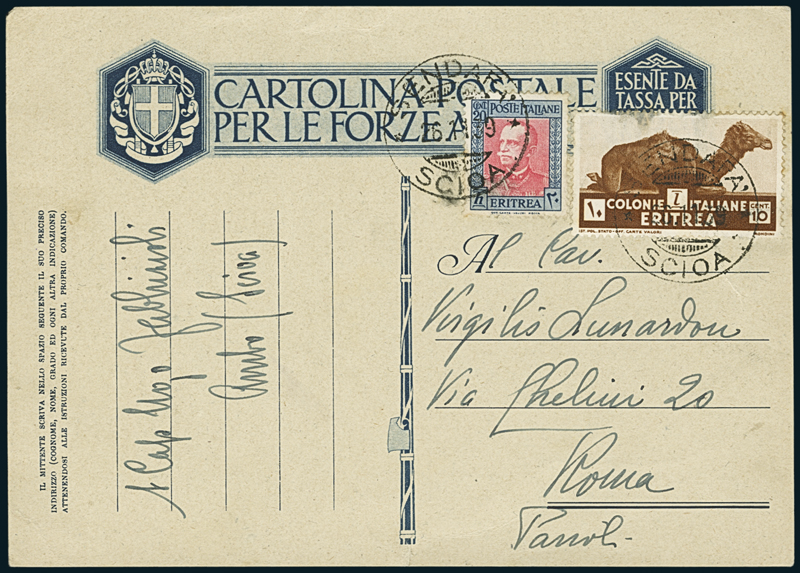 CARTOLINA POSTALE
PER LE FORZE A
ESENTE DA
TASSA PER
SCIOA
CENT. 20
POSTE ITALIANE
ERITREA
٢٠
COLONIE ITALIANE
ERITREA
١٠
CENT. 10
SCIOA
Al Cav.
Virgilio Lunardon
Via Ghelini 20
Roma
IL MITTENTE SCRIVA NELLO SPAZIO SEGUENTE IL SUO PRECISO
INDIRIZZO (COGNOME, NOME, GRADO ED OGNI ALTRA INDICAZIONE)
ATTENENDOSI ALLE ISTRUZIONI RICEVUTE DAL PROPRIO COMANDO.